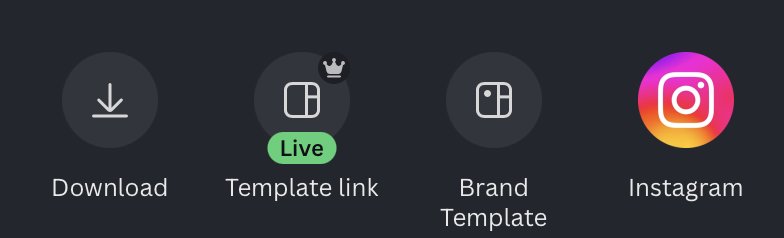 Live
Download
Template link
Brand
Template
Instagram